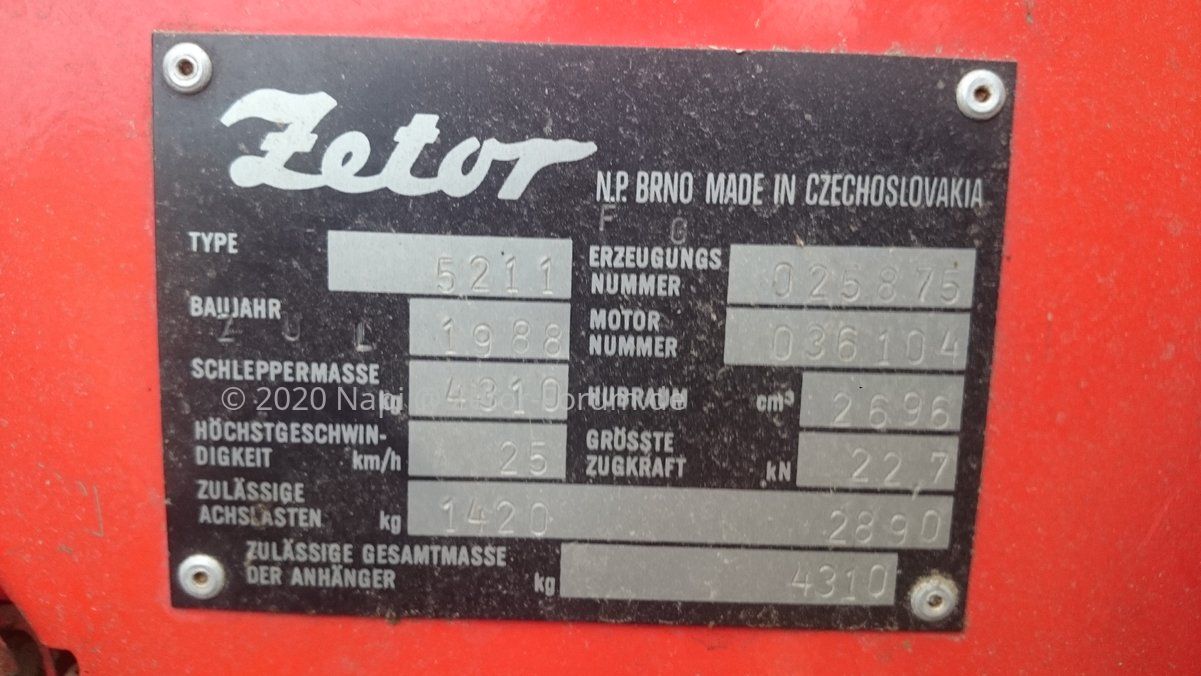 Zetor
N.P. BRNO MADE IN CZECHOSLOVAKIA
F G
TYPE 5211
ERZEUGUNGS
NUMMER 025875
BAUJAHR 1988
Z U L
MOTOR
NUMMER 036104
SCHLEPPERMASSE
kg 4310
HUBRAUM cm³ 2696
© 2020
HÖCHSTGESCHWIN-
DIGKEIT km/h 25
GRÖSSTE
ZUGKRAFT kN 22,7
ZULÄSSIGE
ACHSLASTEN kg 1420 2890
ZULÄSSIGE GESAMTMASSE
DER ANHÄNGER kg 4310